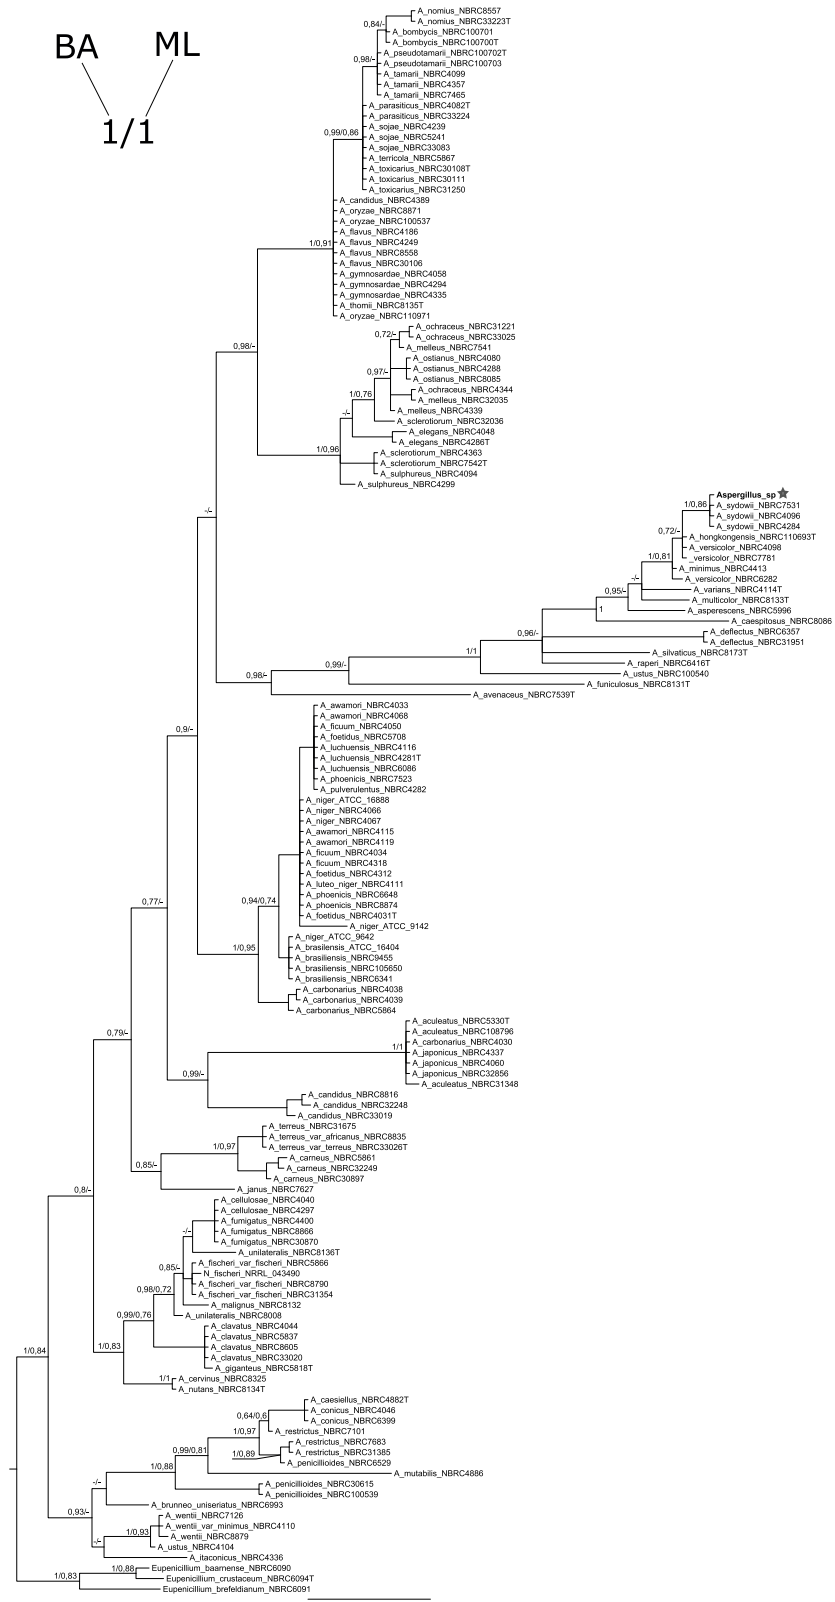 BA
ML
1/1
A_nomius_NBRC8557
0,84/-
A_nomius_NBRC33223T
A_bombycis_NBRC100701
A_bombycis_NBRC100700T
A_pseudotamarii_NBRC100702T
0,98/-
A_pseudotamarii_NBRC100703
A_tamarii_NBRC4099
A_tamarii_NBRC4357
A_tamarii_NBRC7465
A_parasiticus_NBRC4082T
A_parasiticus_NBRC33224
A_sojae_NBRC4239
0,99/0,86
A_sojae_NBRC5241
A_sojae_NBRC33083
A_terricola_NBRC5867
A_toxicarius_NBRC30108T
A_toxicarius_NBRC30111
A_toxicarius_NBRC31250
A_candidus_NBRC4389
A_oryzae_NBRC8871
A_oryzae_NBRC100537
A_flavus_NBRC4186
1/0,91
A_flavus_NBRC4249
A_flavus_NBRC8558
A_flavus_NBRC30106
A_gymnosardae_NBRC4058
A_gymnosardae_NBRC4294
A_gymnosardae_NBRC4335
A_thomii_NBRC8135T
A_oryzae_NBRC110971
A_ochraceus_NBRC31221
0,72/-
A_ochraceus_NBRC33025
0,98/-
A_melleus_NBRC7541
A_ostianus_NBRC4080
A_ostianus_NBRC4288
0,97/-
A_ostianus_NBRC8085
A_ochraceus_NBRC4344
1/0,76
A_melleus_NBRC32035
-/-
A_melleus_NBRC4339
A_sclerotiorum_NBRC32036
A_elegans_NBRC4048
A_elegans_NBRC4286T
1/0,96
A_sclerotiorum_NBRC4363
A_sclerotiorum_NBRC7542T
A_sulphureus_NBRC4094
A_sulphureus_NBRC4299
Aspergillus_sp
1/0,86
A_sydowii_NBRC7531
-/-
A_sydowii_NBRC4096
A_sydowii_NBRC4284
0,72/-
A_hongkongensis_NBRC110693T
A_versicolor_NBRC4098
1/0,81
_versicolor_NBRC7781
A_minimus_NBRC4413
-/-
A_versicolor_NBRC6282
0,95/-
A_varians_NBRC4114T
A_multicolor_NBRC8133T
1
A_asperescens_NBRC5996
A_caespitosus_NBRC8086
0,96/-
A_deflectus_NBRC6357
A_deflectus_NBRC31951
1/1
A_silvaticus_NBRC8173T
0,99/-
A_raperi_NBRC6416T
0,98/-
A_ustus_NBRC100540
A_funiculosus_NBRC8131T
A_avenaceus_NBRC7539T
A_awamori_NBRC4033
A_awamori_NBRC4068
0,9/-
A_ficuum_NBRC4050
A_foetidus_NBRC5708
A_luchuensis_NBRC4116
A_luchuensis_NBRC4281T
A_luchuensis_NBRC6086
A_phoenicis_NBRC7523
A_pulverulentus_NBRC4282
A_niger_ATCC_16888
A_niger_NBRC4066
A_niger_NBRC4067
A_awamori_NBRC4115
A_awamori_NBRC4119
A_ficuum_NBRC4034
A_ficuum_NBRC4318
A_foetidus_NBRC4312
A_luteo_niger_NBRC4111
A_phoenicis_NBRC6648
0,94/0,74
0,77/-
A_phoenicis_NBRC8874
A_foetidus_NBRC4031T
A_niger_ATCC_9142
A_niger_ATCC_9642
1/0,95
A_brasilensis_ATCC_16404
A_brasiliensis_NBRC9455
A_brasiliensis_NBRC105650
A_brasiliensis_NBRC6341
A_carbonarius_NBRC4038
A_carbonarius_NBRC4039
A_carbonarius_NBRC5864
A_aculeatus_NBRC5330T
0,79/-
A_aculeatus_NBRC108796
A_carbonarius_NBRC4030
1/1
A_japonicus_NBRC4337
A_japonicus_NBRC4060
0,99/-
A_japonicus_NBRC32856
A_aculeatus_NBRC31348
A_candidus_NBRC8816
A_candidus_NBRC32248
A_candidus_NBRC33019
A_terreus_NBRC31675
A_terreus_var_africanus_NBRC8835
1/0,97
A_terreus_var_terreus_NBRC33026T
A_carneus_NBRC5861
0,85/-
A_carneus_NBRC32249
A_carneus_NBRC30897
0,8/-
A_janus_NBRC7627
A_cellulosae_NBRC4040
A_cellulosae_NBRC4297
A_fumigatus_NBRC4400
-/-
A_fumigatus_NBRC8866
A_fumigatus_NBRC30870
A_unilateralis_NBRC8136T
0,85/-
A_fischeri_var_fischeri_NBRC5866
N_fischeri_NRRL_043490
0,98/0,72
A_fischeri_var_fischeri_NBRC8790
A_fischeri_var_fischeri_NBRC31354
0,99/0,76
A_malignus_NBRC8132
A_unilateralis_NBRC8008
A_clavatus_NBRC4044
A_clavatus_NBRC5837
1/0,83
1/0,84
A_clavatus_NBRC8605
A_clavatus_NBRC33020
A_giganteus_NBRC5818T
1/1
A_cervinus_NBRC8325
A_nutans_NBRC8134T
A_caesiellus_NBRC4882T
A_conicus_NBRC4046
0,64/0,6
A_conicus_NBRC6399
1/0,97
A_restrictus_NBRC7101
0,99/0,81
A_restrictus_NBRC7683
1/0,89
A_restrictus_NBRC31385
A_penicillioides_NBRC6529
1/0,88
A_mutabilis_NBRC4886
-/-
A_penicillioides_NBRC30615
A_penicillioides_NBRC100539
0,93/-
A_brunneo_uniseriatus_NBRC6993
A_wentii_NBRC7126
A_wentii_var_minimus_NBRC4110
1/0,93
A_wentii_NBRC8879
-/-
A_ustus_NBRC4104
A_itaconicus_NBRC4336
1/0,88
Eupenicillium_baarnense_NBRC6090
1/0,83
Eupenicillium_crustaceum_NBRC6094T
Eupenicillium_brefeldianum_NBRC6091